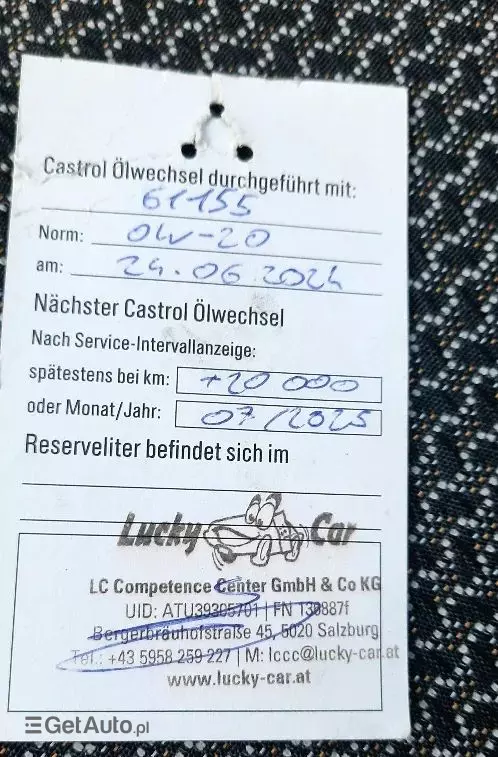 Castrol Ölwechsel durchgeführt mit:
61155
Norm: 0W-20
am: 24.06.2024
Nächster Castrol Ölwechsel
Nach Service-Intervallanzeige:
spätestens bei km: +20 000
oder Monat/Jahr: 07/2025
Reserveliter befindet sich im
Lucky Car
LC Competence Center GmbH & Co KG
UID: ATU39305701 | FN 130887f
Bergerbräuhofstraße 45, 5020 Salzburg
Tel.: +43 5958 259 227 | M: lccc@lucky-car.at
www.lucky-car.at
GetAuto.pl